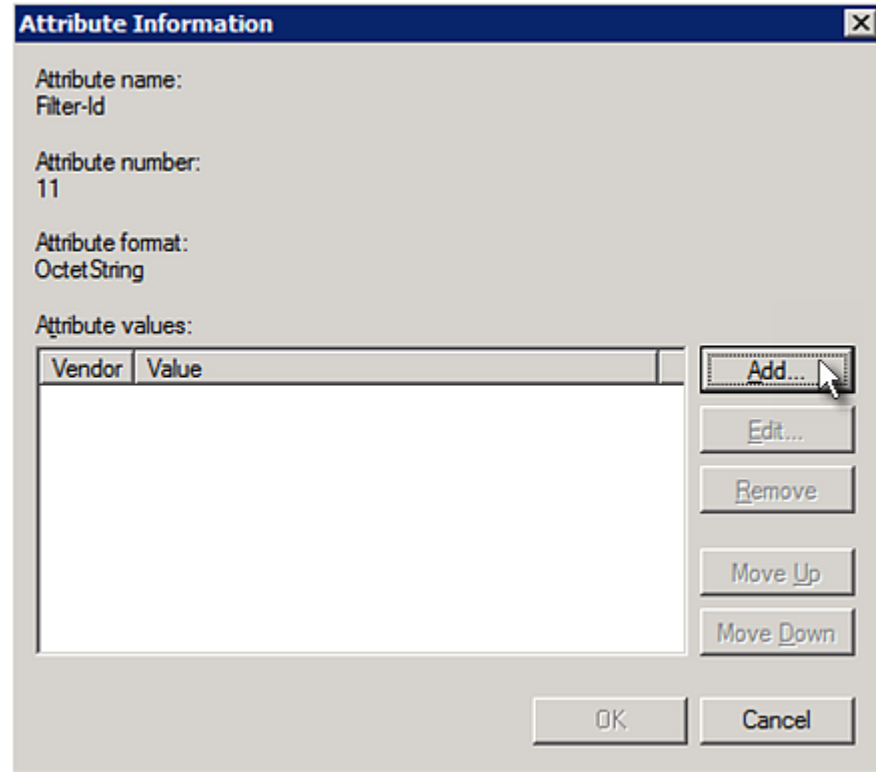 Attribute Information
Attribute name:
Filter-Id
Attribute number:
11
Attribute format:
OctetString
Attribute values:
Vendor Value
Add...
Edit...
Remove
Move Up
Move Down
OK Cancel